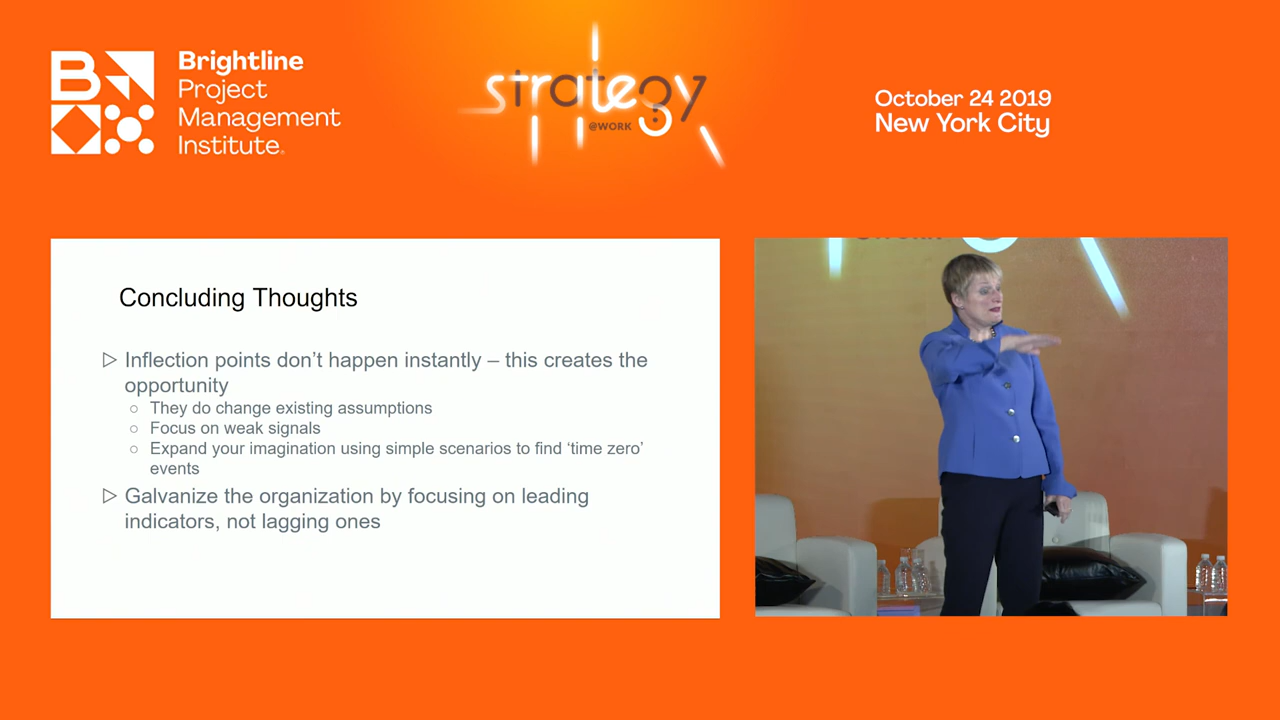 Brightline
Project
Management
Institute.
strategy
@WORK
October 24 2019
New York City
Concluding Thoughts
▷ Inflection points don’t happen instantly – this creates the
opportunity
○ They do change existing assumptions
○ Focus on weak signals
○ Expand your imagination using simple scenarios to find ‘time zero’
events
▷ Galvanize the organization by focusing on leading
indicators, not lagging ones